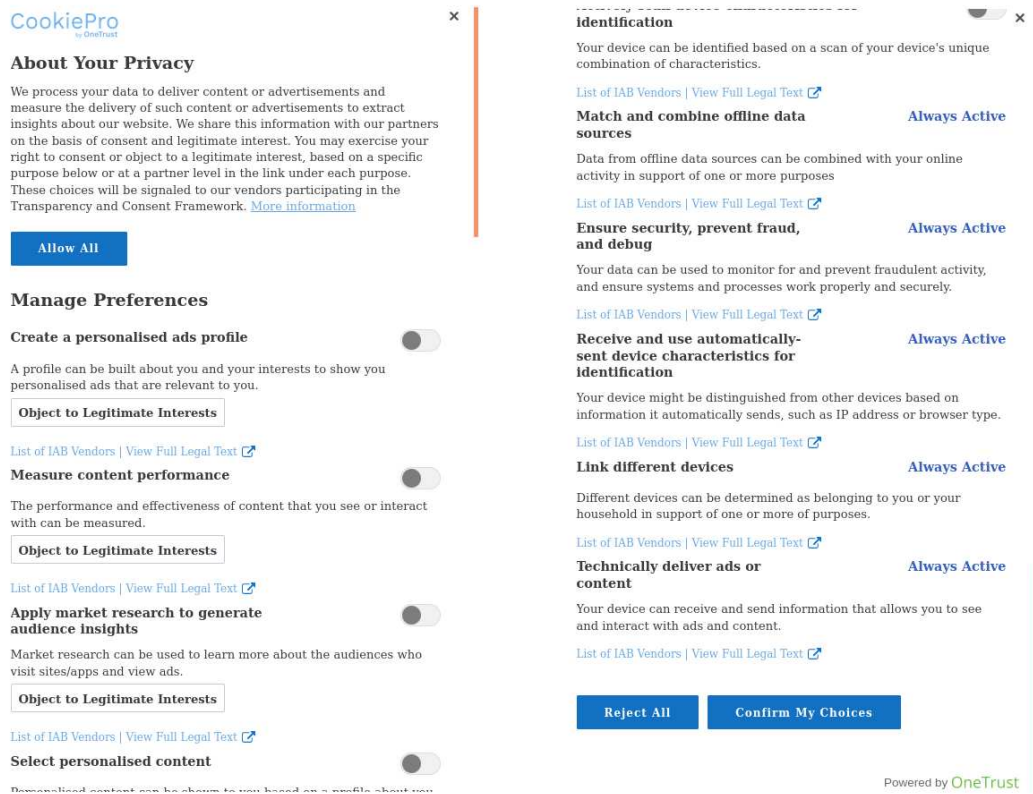 CookiePro
by OneTrust
×
About Your Privacy
We process your data to deliver content or advertisements and
measure the delivery of such content or advertisements to extract
insights about our website. We share this information with our partners
on the basis of consent and legitimate interest. You may exercise your
right to consent or object to a legitimate interest, based on a specific
purpose below or at a partner level in the link under each purpose.
These choices will be signaled to our vendors participating in the
Transparency and Consent Framework. More information
Allow All
Manage Preferences
Create a personalised ads profile
A profile can be built about you and your interests to show you
personalised ads that are relevant to you.
Object to Legitimate Interests
List of IAB Vendors | View Full Legal Text
Measure content performance
The performance and effectiveness of content that you see or interact
with can be measured.
Object to Legitimate Interests
List of IAB Vendors | View Full Legal Text
Apply market research to generate
audience insights
Market research can be used to learn more about the audiences who
visit sites/apps and view ads.
Object to Legitimate Interests
List of IAB Vendors | View Full Legal Text
Select personalised content
Personalised content can be shown to you based on a profile about you
×
identification
Your device can be identified based on a scan of your device's unique
combination of characteristics.
List of IAB Vendors | View Full Legal Text
Match and combine offline data
sources
Always Active
Data from offline data sources can be combined with your online
activity in support of one or more purposes
List of IAB Vendors | View Full Legal Text
Ensure security, prevent fraud,
and debug
Always Active
Your data can be used to monitor for and prevent fraudulent activity,
and ensure systems and processes work properly and securely.
List of IAB Vendors | View Full Legal Text
Receive and use automatically-
sent device characteristics for
identification
Always Active
Your device might be distinguished from other devices based on
information it automatically sends, such as IP address or browser type.
List of IAB Vendors | View Full Legal Text
Link different devices
Always Active
Different devices can be determined as belonging to you or your
household in support of one or more of purposes.
List of IAB Vendors | View Full Legal Text
Technically deliver ads or
content
Always Active
Your device can receive and send information that allows you to see
and interact with ads and content.
List of IAB Vendors | View Full Legal Text
Reject All
Confirm My Choices
Powered by OneTrust